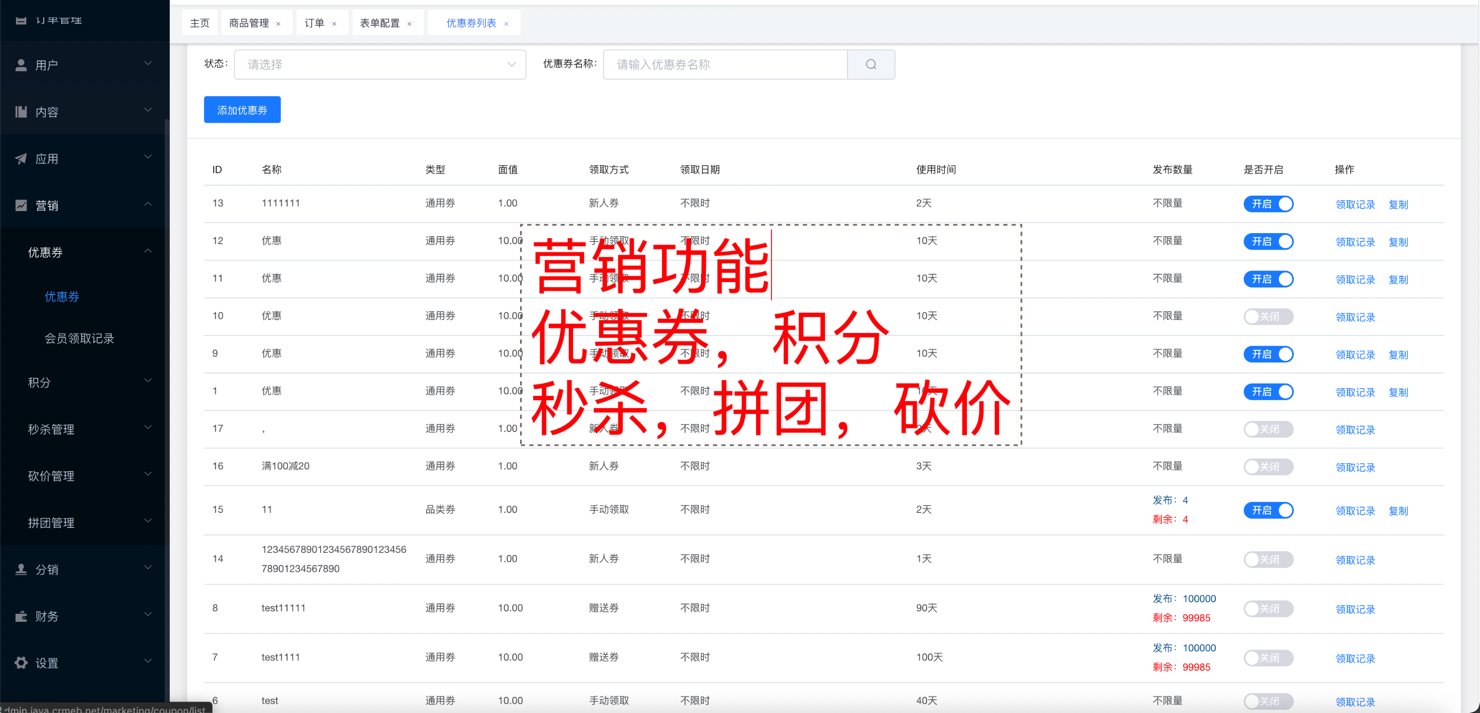 订单管理
主页 商品管理 × 订单 × 表单配置 × 优惠券列表 ×
用户
内容
应用
营销
优惠券
优惠券
会员领取记录
积分
秒杀管理
砍价管理
拼团管理
分销
财务
设置
状态: 请选择 优惠券名称: 请输入优惠券名称
添加优惠券
ID 名称 类型 面值 领取方式 领取日期 使用时间 发布数量 是否开启 操作
13 1111111 通用券 1.00 新人券 不限时 2天 不限量 开启 领取记录 复制
12 优惠 通用券 10.00 手动领取 不限时 10天 不限量 开启 领取记录 复制
11 优惠 通用券 10.00 手动领取 不限时 10天 不限量 开启 领取记录 复制
10 优惠 通用券 10.00 手动领取 不限时 10天 不限量 关闭 领取记录
9 优惠 通用券 10.00 手动领取 不限时 10天 不限量 开启 领取记录 复制
1 优惠 通用券 10.00 手动领取 不限时 10天 不限量 开启 领取记录 复制
17 , 通用券 1.00 新人券 不限时 不限量 关闭 领取记录
16 满100减20 通用券 1.00 新人券 不限时 3天 不限量 关闭 领取记录
15 11 品类券 1.00 手动领取 不限时 2天 发布: 4 开启 领取记录 复制
剩余: 4
14 12345678901234567890123456 通用券 1.00 新人券 不限时 1天 不限量 关闭 领取记录
78901234567890
8 test11111 通用券 10.00 赠送券 不限时 90天 发布: 100000 关闭 领取记录
剩余: 99985
7 test1111 通用券 10.00 赠送券 不限时 100天 发布: 100000 关闭 领取记录
剩余: 99985
6 test 通用券 10.00 手动领取 不限时 40天 不限量 关闭 领取记录
营销功能
优惠券，积分
秒杀，拼团，砍价
dmin.java.crmeb.net/marketing/coupon/list